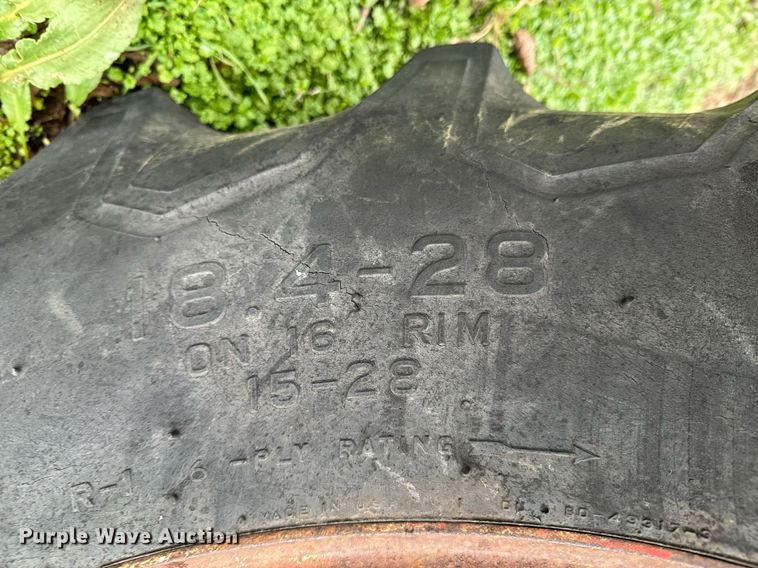 18.4-28
ON 16 RIM
15-28
R-1 6 -PLY RATING
MADE IN U.S.
Purple Wave Auction